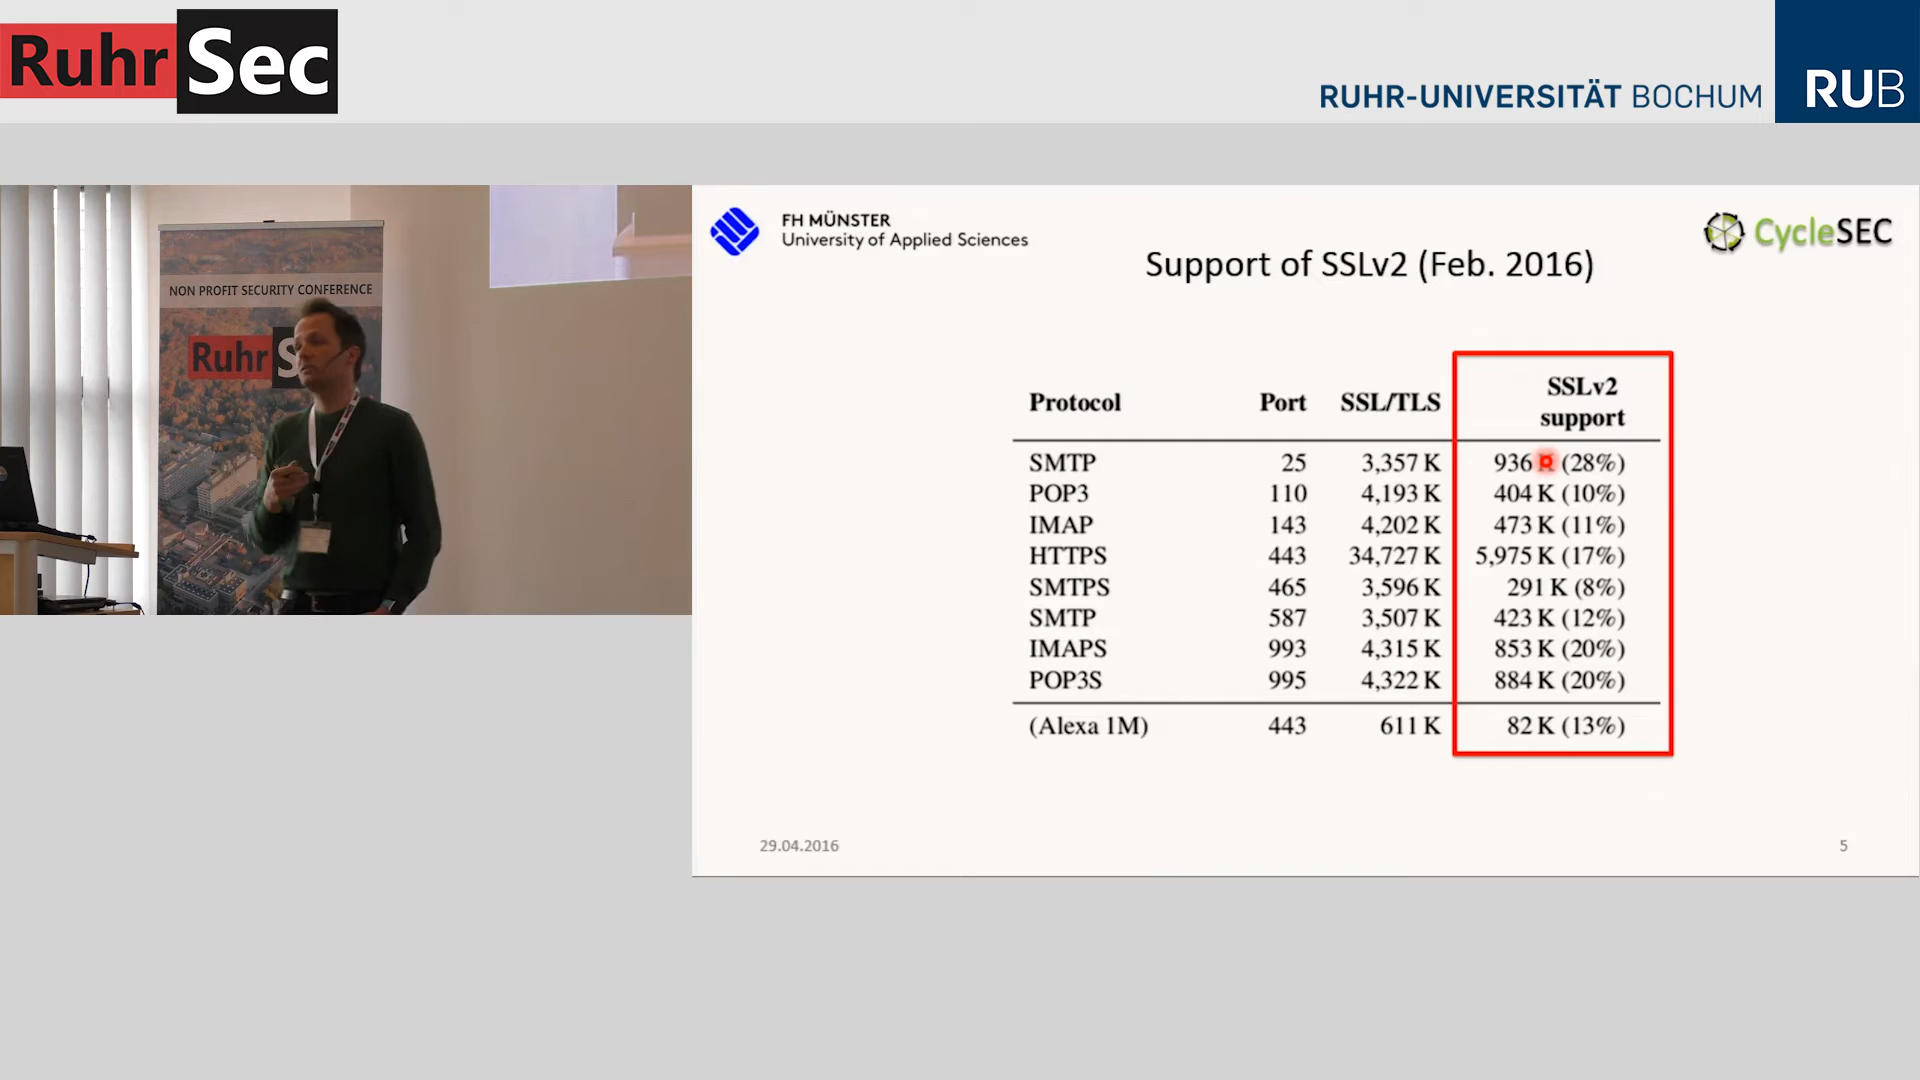 RuhrSec
RUHR-UNIVERSITÄT BOCHUM
RUB
NON PROFIT SECURITY CONFERENCE
Ruhr S
FH MÜNSTER
University of Applied Sciences
CycleSEC
Support of SSLv2 (Feb. 2016)
Protocol Port SSL/TLS SSLv2 support
SMTP 25 3,357 K 936 K (28%)
POP3 110 4,193 K 404 K (10%)
IMAP 143 4,202 K 473 K (11%)
HTTPS 443 34,727 K 5,975 K (17%)
SMTPS 465 3,596 K 291 K (8%)
SMTP 587 3,507 K 423 K (12%)
IMAPS 993 4,315 K 853 K (20%)
POP3S 995 4,322 K 884 K (20%)
(Alexa 1M) 443 611 K 82 K (13%)
29.04.2016
5